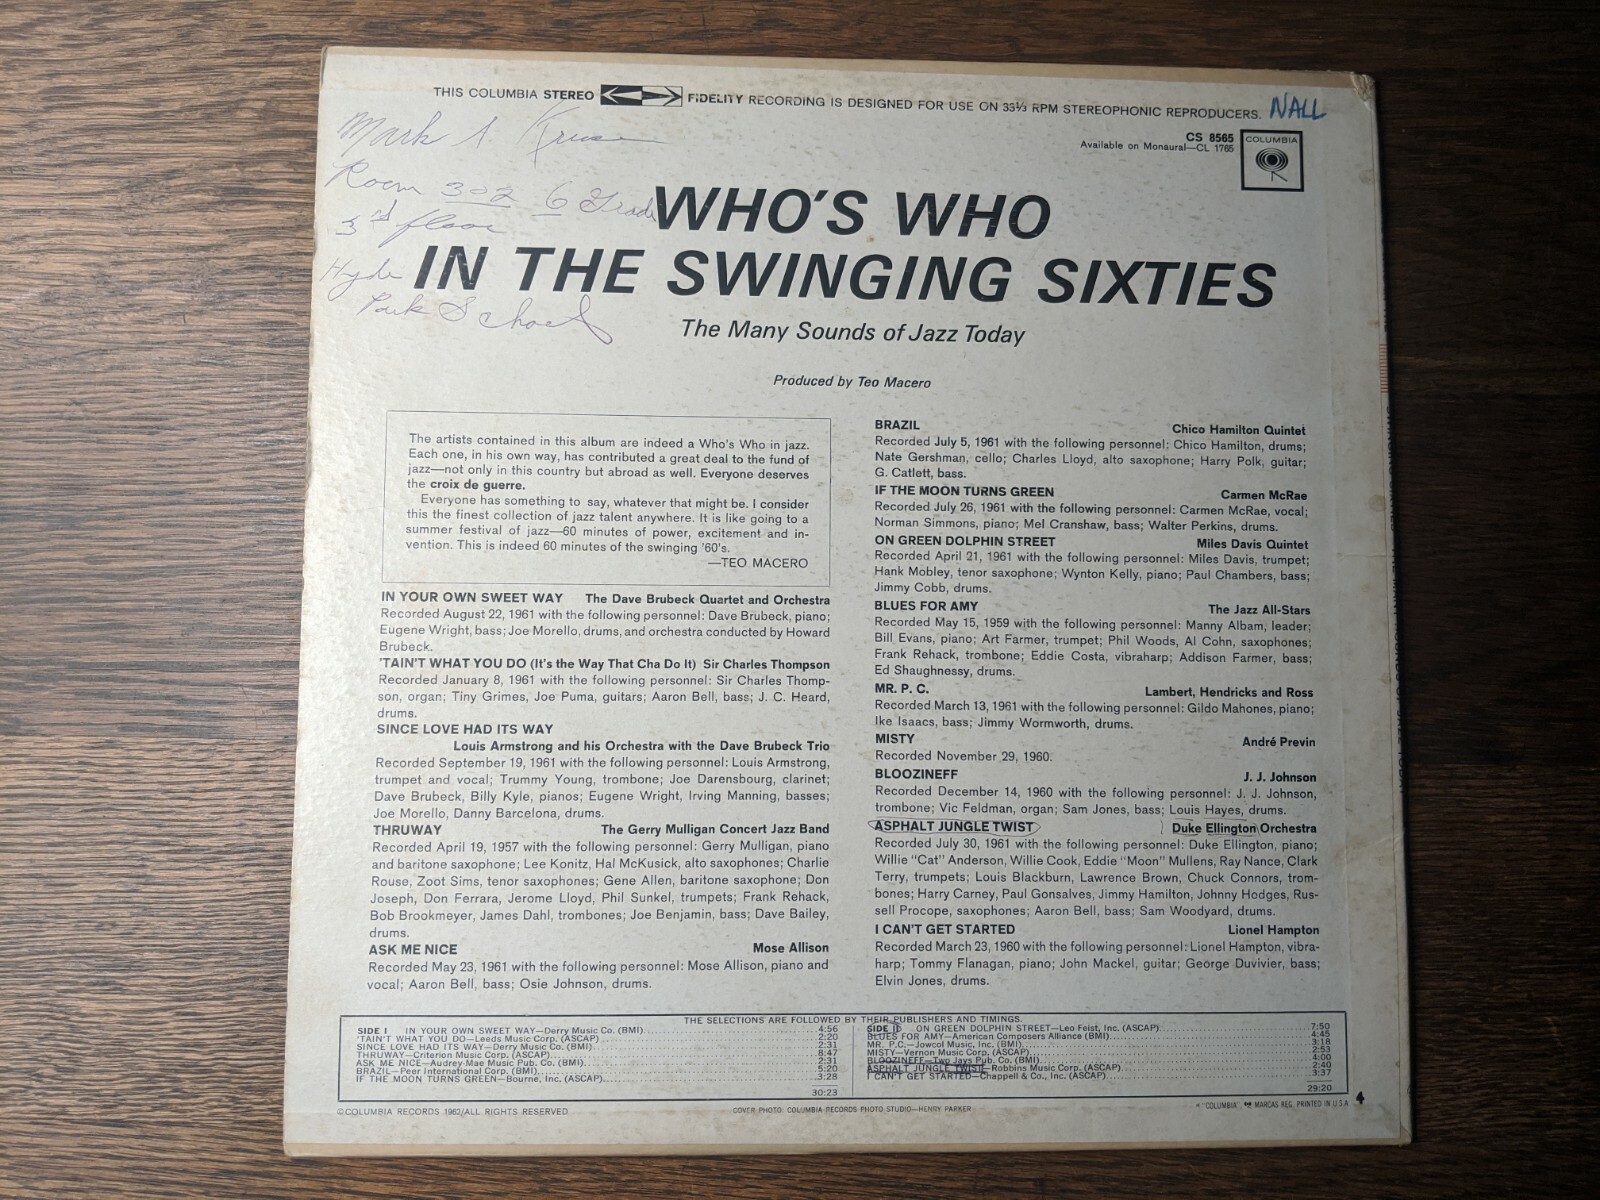 THIS COLUMBIA STEREO FIDELITY RECORDING IS DESIGNED FOR USE ON 33⅓ RPM STEREOPHONIC REPRODUCERS.
NALL
CS 8565
Available on Monaural—CL 1765
COLUMBIA
Mark S Kruse
Room 302 6 Grade
3rd floor
Hyde
Park School
WHO'S WHO
IN THE SWINGING SIXTIES
The Many Sounds of Jazz Today
Produced by Teo Macero
The artists contained in this album are indeed a Who's Who in jazz.
Each one, in his own way, has contributed a great deal to the fund of
jazz—not only in this country but abroad as well. Everyone deserves
the croix de guerre.
Everyone has something to say, whatever that might be. I consider
this the finest collection of jazz talent anywhere. It is like going to a
summer festival of jazz—60 minutes of power, excitement and in-
vention. This is indeed 60 minutes of the swinging '60's.
—TEO MACERO
IN YOUR OWN SWEET WAY The Dave Brubeck Quartet and Orchestra
Recorded August 22, 1961 with the following personnel: Dave Brubeck, piano;
Eugene Wright, bass; Joe Morello, drums, and orchestra conducted by Howard
Brubeck.
'TAIN'T WHAT YOU DO (It's the Way That Cha Do It) Sir Charles Thompson
Recorded January 8, 1961 with the following personnel: Sir Charles Thomp-
son, organ; Tiny Grimes, Joe Puma, guitars; Aaron Bell, bass; J. C. Heard,
drums.
SINCE LOVE HAD ITS WAY
Louis Armstrong and his Orchestra with the Dave Brubeck Trio
Recorded September 19, 1961 with the following personnel: Louis Armstrong,
trumpet and vocal; Trummy Young, trombone; Joe Darensbourg, clarinet;
Dave Brubeck, Billy Kyle, pianos; Eugene Wright, Irving Manning, basses;
Joe Morello, Danny Barcelona, drums.
THRUWAY The Gerry Mulligan Concert Jazz Band
Recorded April 19, 1957 with the following personnel: Gerry Mulligan, piano
and baritone saxophone; Lee Konitz, Hal McKusick, alto saxophones; Charlie
Rouse, Zoot Sims, tenor saxophones; Gene Allen, baritone saxophone; Don
Joseph, Don Ferrara, Jerome Lloyd, Phil Sunkel, trumpets; Frank Rehack,
Bob Brookmeyer, James Dahl, trombones; Joe Benjamin, bass; Dave Bailey,
drums.
ASK ME NICE Mose Allison
Recorded May 23, 1961 with the following personnel: Mose Allison, piano and
vocal; Aaron Bell, bass; Osie Johnson, drums.
BRAZIL Chico Hamilton Quintet
Recorded July 5, 1961 with the following personnel: Chico Hamilton, drums;
Nate Gershman, cello; Charles Lloyd, alto saxophone; Harry Polk, guitar;
G. Catlett, bass.
IF THE MOON TURNS GREEN Carmen McRae
Recorded July 26, 1961 with the following personnel: Carmen McRae, vocal;
Norman Simmons, piano; Mel Cranshaw, bass; Walter Perkins, drums.
ON GREEN DOLPHIN STREET Miles Davis Quintet
Recorded April 21, 1961 with the following personnel: Miles Davis, trumpet;
Hank Mobley, tenor saxophone; Wynton Kelly, piano; Paul Chambers, bass;
Jimmy Cobb, drums.
BLUES FOR AMY The Jazz All-Stars
Recorded May 15, 1959 with the following personnel: Manny Albam, leader;
Bill Evans, piano; Art Farmer, trumpet; Phil Woods, Al Cohn, saxophones;
Frank Rehack, trombone; Eddie Costa, vibraharp; Addison Farmer, bass;
Ed Shaughnessy, drums.
MR. P. C. Lambert, Hendricks and Ross
Recorded March 13, 1961 with the following personnel: Gildo Mahones, piano;
Ike Isaacs, bass; Jimmy Wormworth, drums.
MISTY André Previn
Recorded November 29, 1960.
BLOOZINEFF J. J. Johnson
Recorded December 14, 1960 with the following personnel: J. J. Johnson,
trombone; Vic Feldman, organ; Sam Jones, bass; Louis Hayes, drums.
ASPHALT JUNGLE TWIST Duke Ellington Orchestra
Recorded July 30, 1961 with the following personnel: Duke Ellington, piano;
Willie "Cat" Anderson, Willie Cook, Eddie "Moon" Mullens, Ray Nance, Clark
Terry, trumpets; Louis Blackburn, Lawrence Brown, Chuck Connors, trom-
bones; Harry Carney, Paul Gonsalves, Jimmy Hamilton, Johnny Hodges, Rus-
sell Procope, saxophones; Aaron Bell, bass; Sam Woodyard, drums.
I CAN'T GET STARTED Lionel Hampton
Recorded March 23, 1960 with the following personnel: Lionel Hampton, vibra-
harp; Tommy Flanagan, piano; John Mackel, guitar; George Duvivier, bass;
Elvin Jones, drums.
THE SELECTIONS ARE FOLLOWED BY THEIR PUBLISHERS AND TIMINGS.
SIDE I IN YOUR OWN SWEET WAY—Derry Music Co. (BMI) 4:56
'TAIN'T WHAT YOU DO—Leeds Music Corp. (ASCAP) 2:20
SINCE LOVE HAD ITS WAY—Derry Music Co. (BMI) 2:31
THRUWAY—Criterion Music Corp. (ASCAP) 8:47
ASK ME NICE—Audrey-Mae Music Pub. Co. (BMI) 2:31
BRAZIL—Peer International Corp. (BMI) 5:20
IF THE MOON TURNS GREEN—Bourne, Inc. (ASCAP) 3:28
30:23
SIDE II ON GREEN DOLPHIN STREET—Leo Feist, Inc. (ASCAP) 7:50
BLUES FOR AMY—American Composers Alliance (BMI) 4:45
MR. P.C.—Jowcol Music, Inc. (BMI) 3:18
MISTY—Vernon Music Corp. (ASCAP) 2:53
BLOOZINEFF—Two Jays Pub. Co. (BMI) 4:00
ASPHALT JUNGLE TWIST—Robbins Music Corp. (ASCAP) 2:40
I CAN'T GET STARTED—Chappell & Co., Inc. (ASCAP) 3:37
29:20
©COLUMBIA RECORDS 1962/ALL RIGHTS RESERVED
COVER PHOTO: COLUMBIA RECORDS PHOTO STUDIO—HENRY PARKER
"COLUMBIA", MARCAS REG. PRINTED IN U.S.A. 4